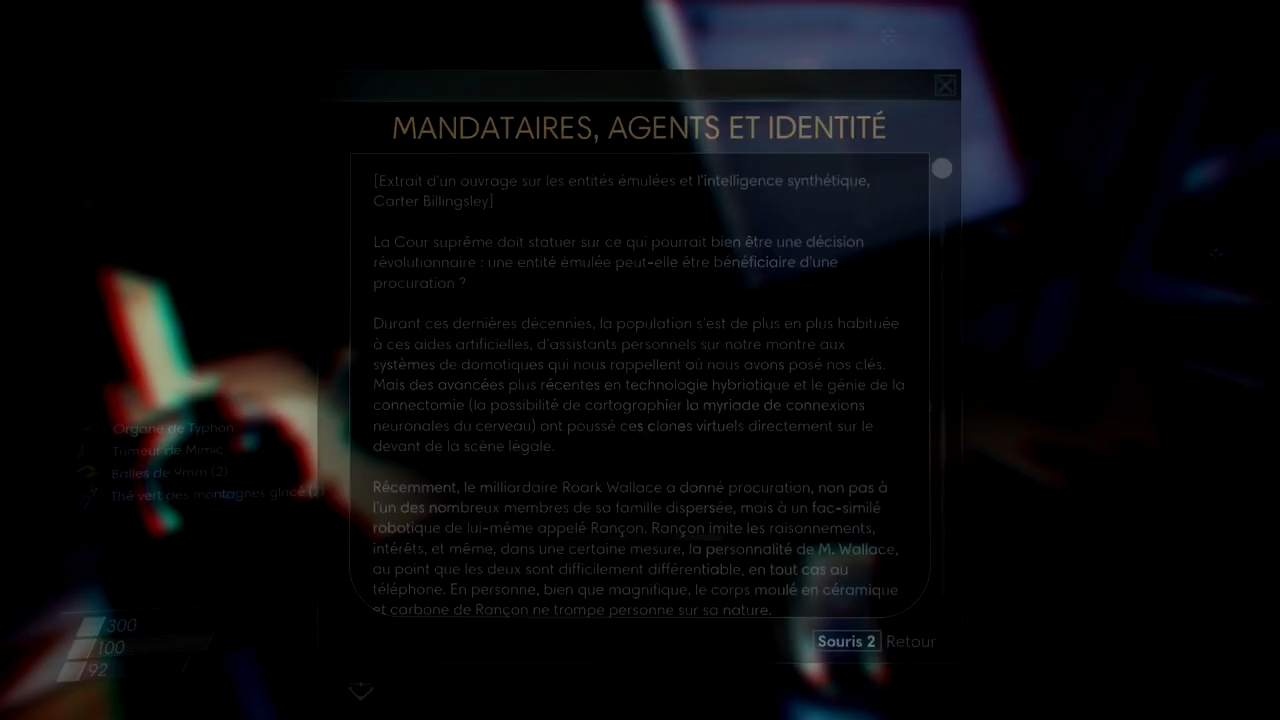 MANDATAIRES, AGENTS ET IDENTITÉ
[Extrait d'un ouvrage sur les entités émulées et l'intelligence synthétique,
Carter Billingsley]
La Cour suprême doit statuer sur ce qui pourrait bien être une décision
révolutionnaire : une entité émulée peut-elle être bénéficiaire d'une
procuration ?
Durant ces dernières décennies, la population s'est de plus en plus habituée
à ces aides artificielles, d'assistants personnels sur notre montre aux
systèmes de domotiques qui nous rappellent où nous avons posé nos clés.
Mais des avancées plus récentes en technologie hybriotique et le génie de la
connectomie (la possibilité de cartographier la myriade de connexions
neuronales du cerveau) ont poussé ces clones virtuels directement sur le
devant de la scène légale.
Récemment, le milliardaire Roark Wallace a donné procuration, non pas à
l'un des nombreux membres de sa famille dispersée, mais à un fac-similé
robotique de lui-même appelé Rançon. Rançon imite les raisonnements,
intérêts, et même, dans une certaine mesure, la personnalité de M. Wallace,
au point que les deux sont difficilement différentiable, en tout cas au
téléphone. En personne, bien que magnifique, le corps moulé en céramique
et carbone de Rançon ne trompe personne sur sa nature.
Organe de Typhon
Tumeur de Mimic
Balles de 9mm (2)
Thé vert des montagnes glacé
300
100
92
Souris 2 Retour